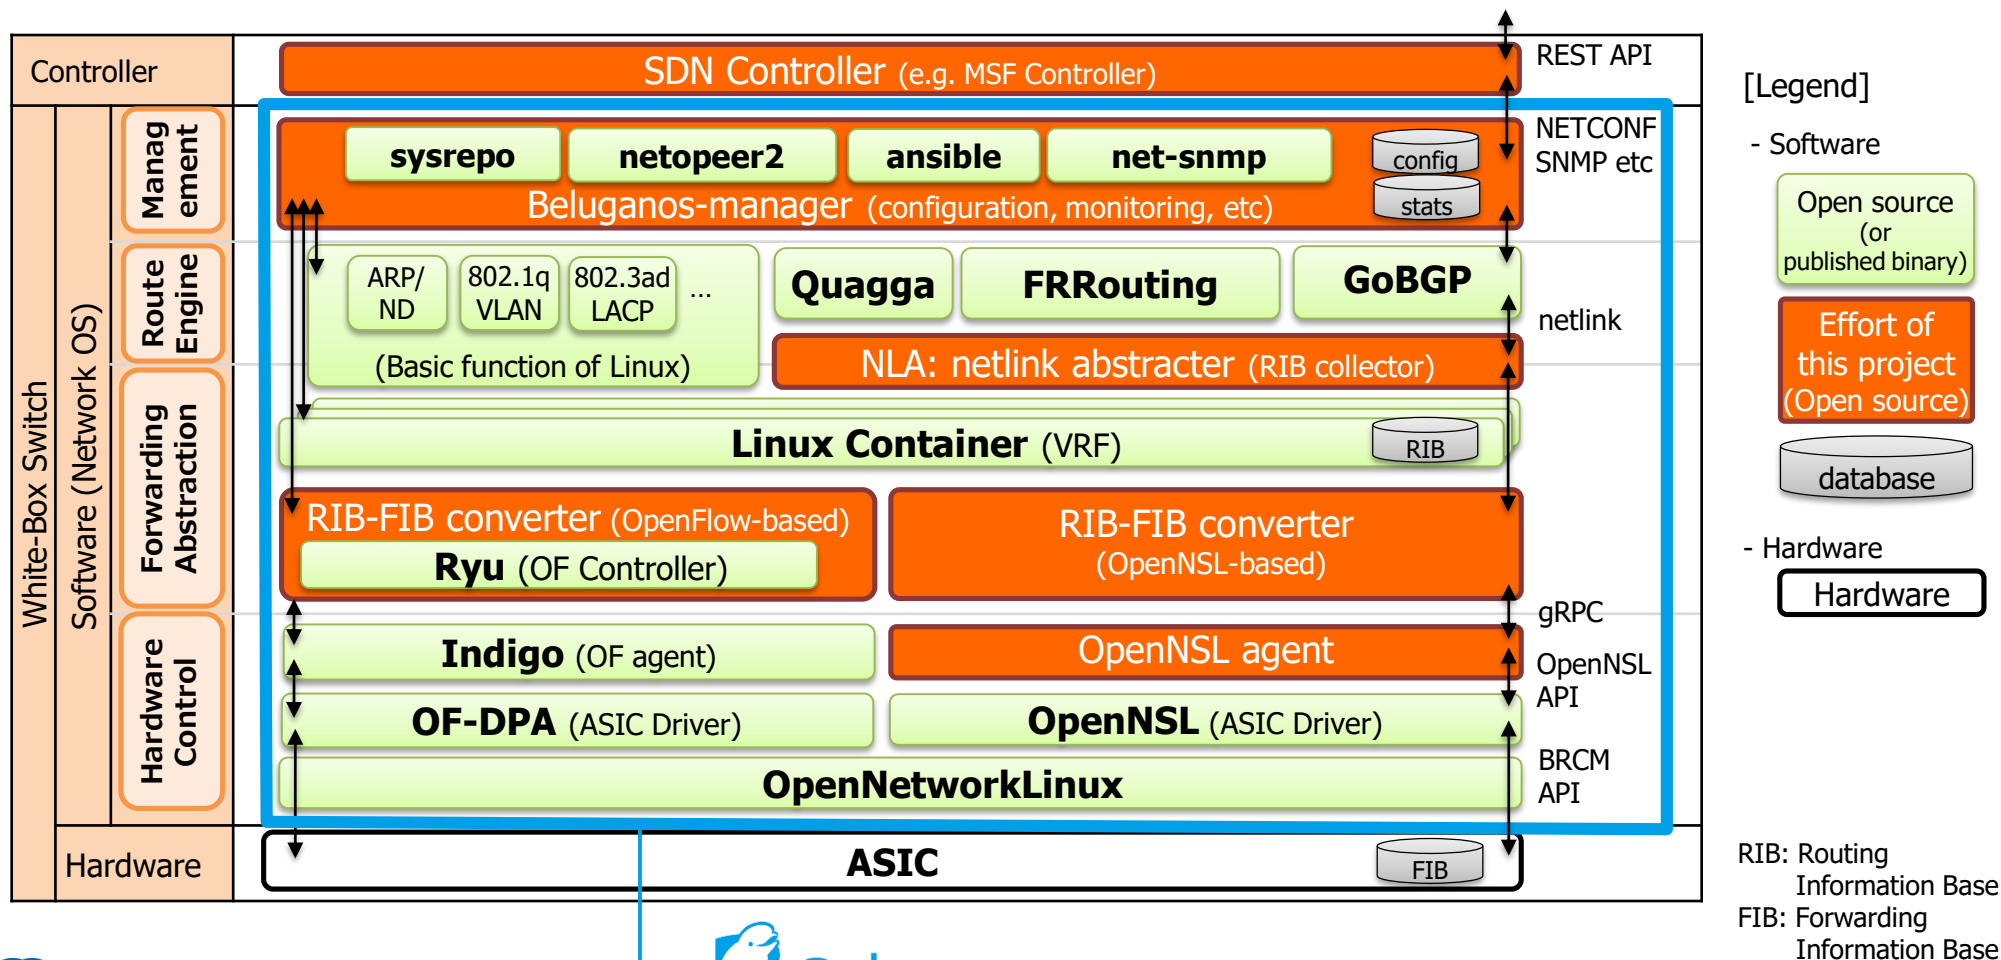 Controller
SDN Controller (e.g. MSF Controller)
REST API
White-Box Switch
Software (Network OS)
Manag
ement
sysrepo
netopeer2
ansible
net-snmp
config
stats
Beluganos-manager (configuration, monitoring, etc)
NETCONF
SNMP etc
Route
Engine
ARP/
ND
802.1q
VLAN
802.3ad
LACP
...
(Basic function of Linux)
Quagga
FRRouting
GoBGP
netlink
NLA: netlink abstracter (RIB collector)
Forwarding
Abstraction
Linux Container (VRF)
RIB
RIB-FIB converter (OpenFlow-based)
Ryu (OF Controller)
RIB-FIB converter
(OpenNSL-based)
gRPC
Hardware
Control
Indigo (OF agent)
OpenNSL agent
OpenNSL
API
OF-DPA (ASIC Driver)
OpenNSL (ASIC Driver)
BRCM
API
OpenNetworkLinux
Hardware
ASIC
FIB
[Legend]
- Software
Open source
(or
published binary)
Effort of
this project
(Open source)
database
- Hardware
Hardware
RIB: Routing
Information Base
FIB: Forwarding
Information Base